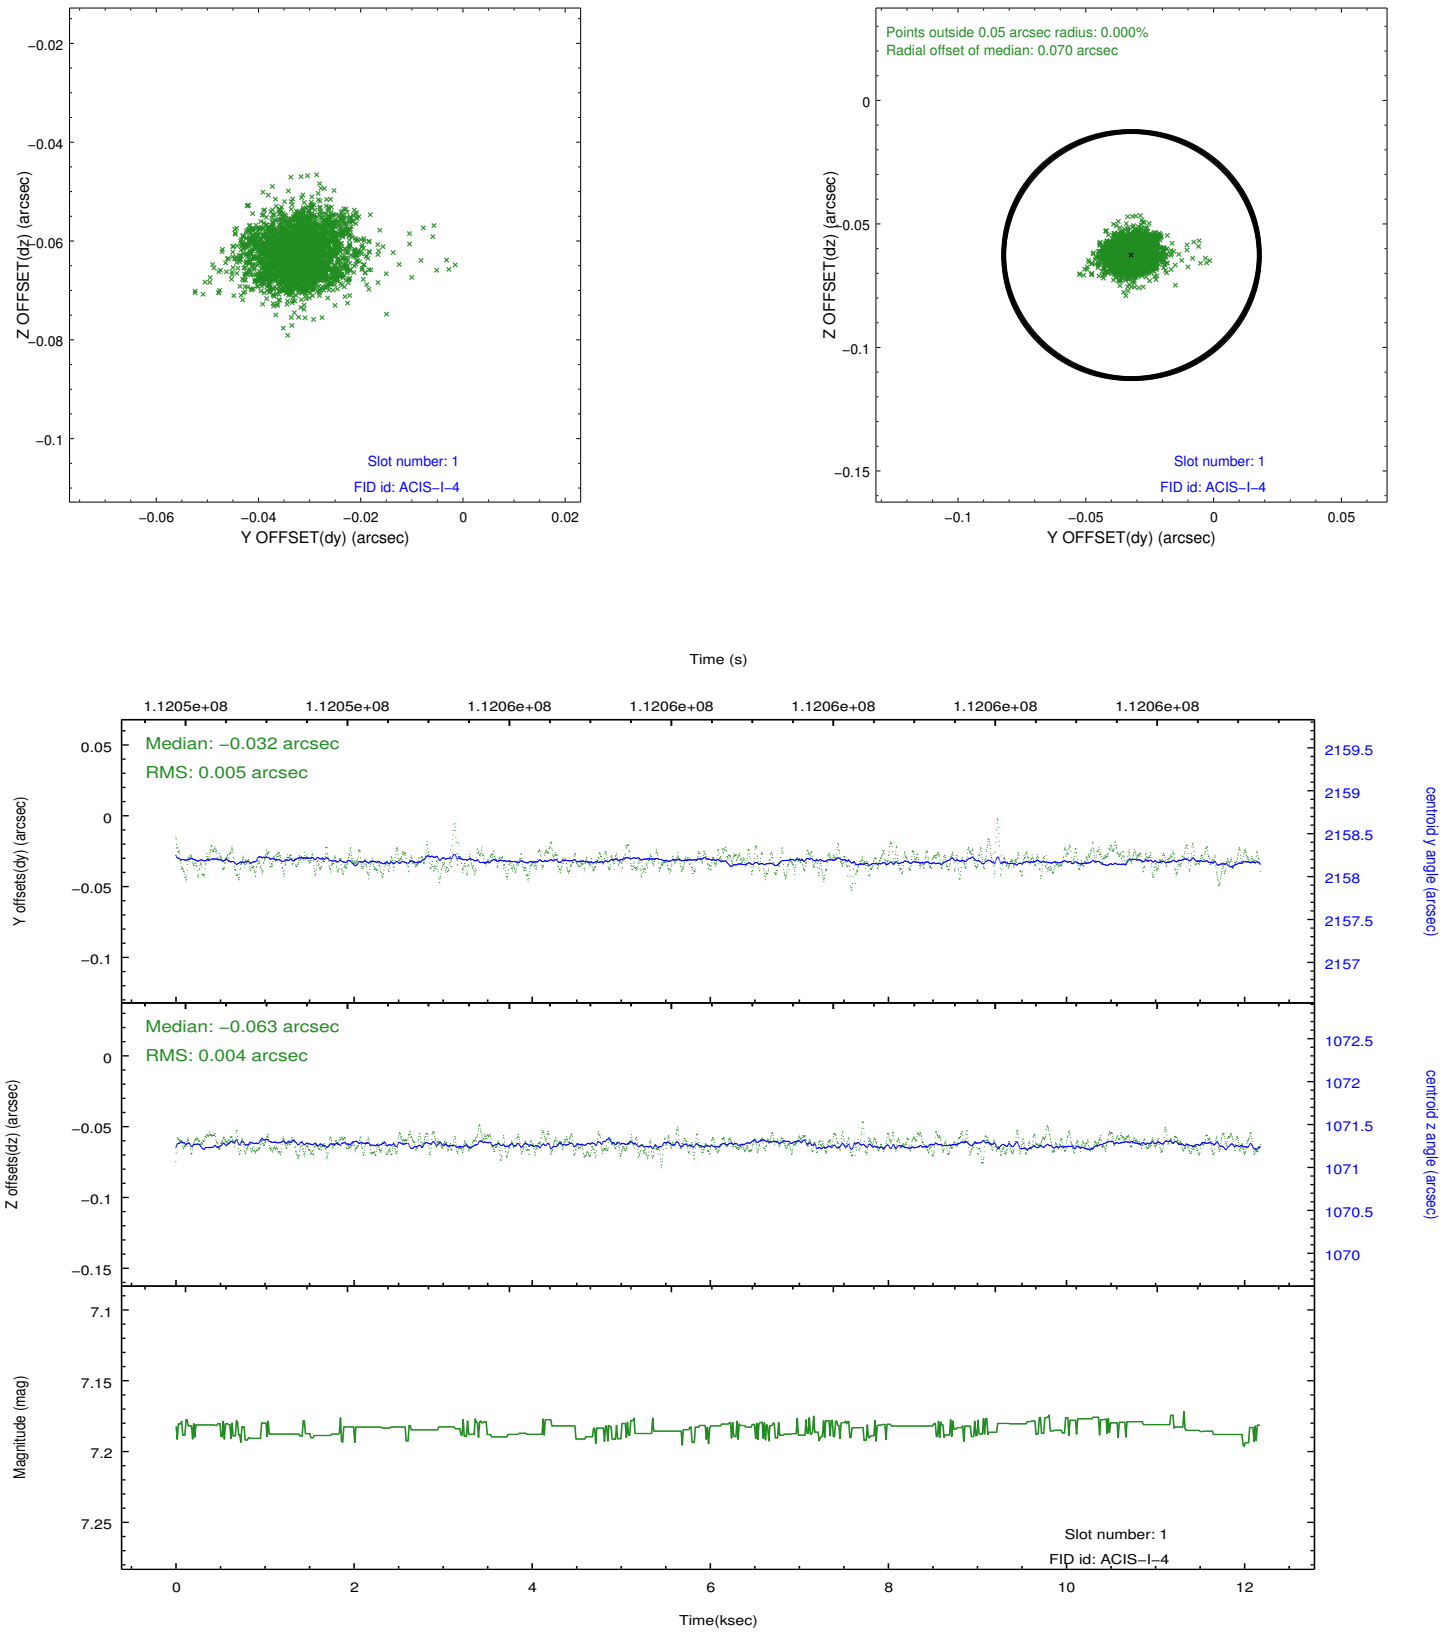 −0.02
−0.04
−0.06
−0.08
−0.1
Z OFFSET(dz) (arcsec)
Slot number: 1
FID id: ACIS−I−4
−0.06 −0.04 −0.02 0 0.02
Y OFFSET(dy) (arcsec)
Points outside 0.05 arcsec radius: 0.000%
Radial offset of median: 0.070 arcsec
0
−0.05
−0.1
−0.15
Z OFFSET(dz) (arcsec)
Slot number: 1
FID id: ACIS−I−4
−0.1 −0.05 0 0.05
Y OFFSET(dy) (arcsec)
Time (s)
1.1205e+08 1.1205e+08 1.1206e+08 1.1206e+08 1.1206e+08 1.1206e+08 1.1206e+08
Median: −0.032 arcsec
RMS: 0.005 arcsec
0.05
0
−0.05
−0.1
Y offsets(dy) (arcsec)
2159.5
2159
2158.5
2158
2157.5
2157
centroid y angle (arcsec)
Median: −0.063 arcsec
RMS: 0.004 arcsec
0
−0.05
−0.1
−0.15
Z offsets(dz) (arcsec)
1072.5
1072
1071.5
1071
1070.5
1070
centroid z angle (arcsec)
7.1
7.15
7.2
7.25
Magnitude (mag)
Slot number: 1
FID id: ACIS−I−4
0 2 4 6 8 10 12
Time(ksec)